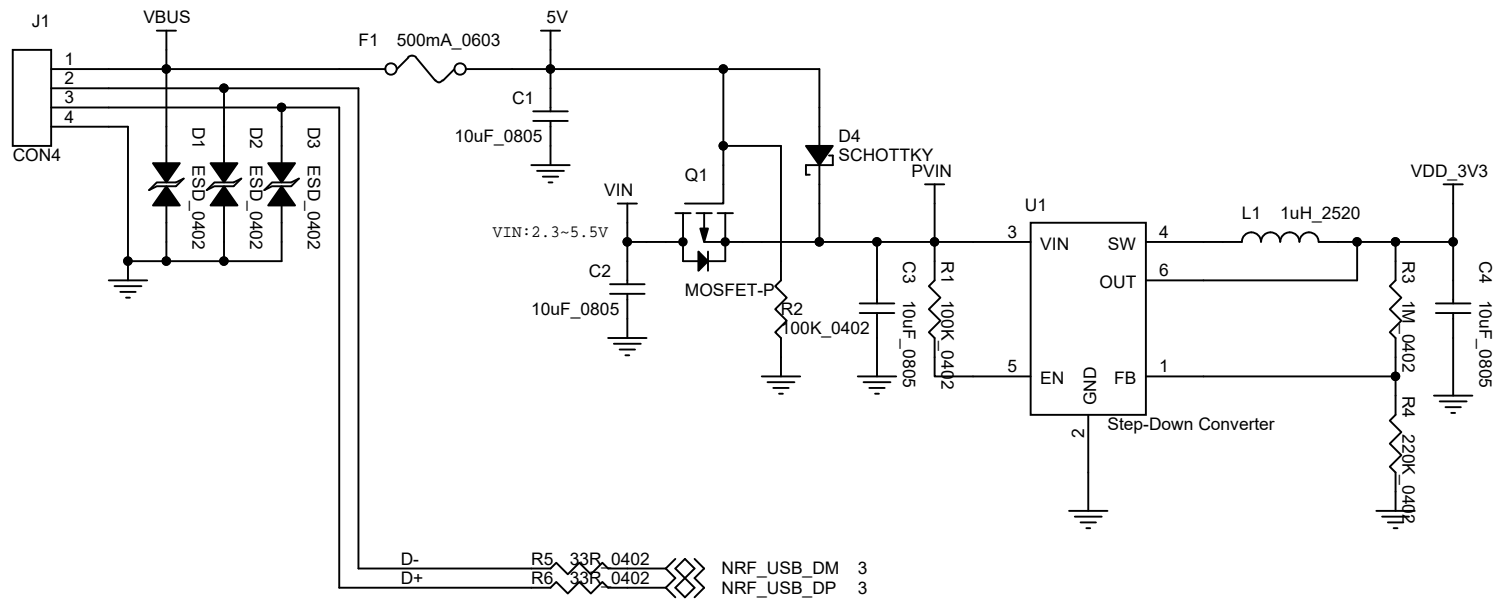 J1
VBUS
F1 500mA_0603
5V
1
2
3
4
CON4
C1
10uF_0805
D1 ESD_0402
D2 ESD_0402
D3 ESD_0402
D4
SCHOTTKY
Q1
VIN
VIN:2.3~5.5V
PVIN
VDD_3V3
U1
L1 1uH_2520
3 VIN
SW 4
OUT 6
C2
10uF_0805
MOSFET-P
R2
100K_0402
C3 10uF_0805
R1 100K_0402
R3 1M_0402
C4 10uF_0805
5 EN
GND
FB 1
2
Step-Down Converter
R4 220K_0402
D- R5 33R_0402 NRF_USB_DM 3
D+ R6 33R_0402 NRF_USB_DP 3